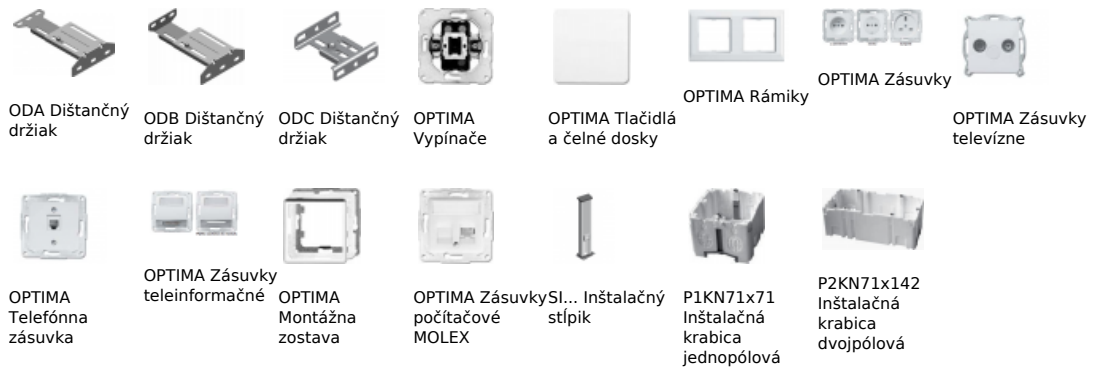 ODA Dištančný
držiak
ODB Dištančný
držiak
ODC Dištančný
držiak
OPTIMA
Vypínače
OPTIMA Tlačidlá
a čelné dosky
OPTIMA Rámiky
OPTIMA Zásuvky
OPTIMA Zásuvky
televízne
OPTIMA
Telefónna
zásuvka
OPTIMA Zásuvky
teleinformačné
OPTIMA
Montážna
zostava
OPTIMA Zásuvky
počítačové
MOLEX
SI... Inštalačný
stĺpik
P1KN71x71
Inštalačná
krabica
jednopólová
P2KN71x142
Inštalačná
krabica
dvojpólová